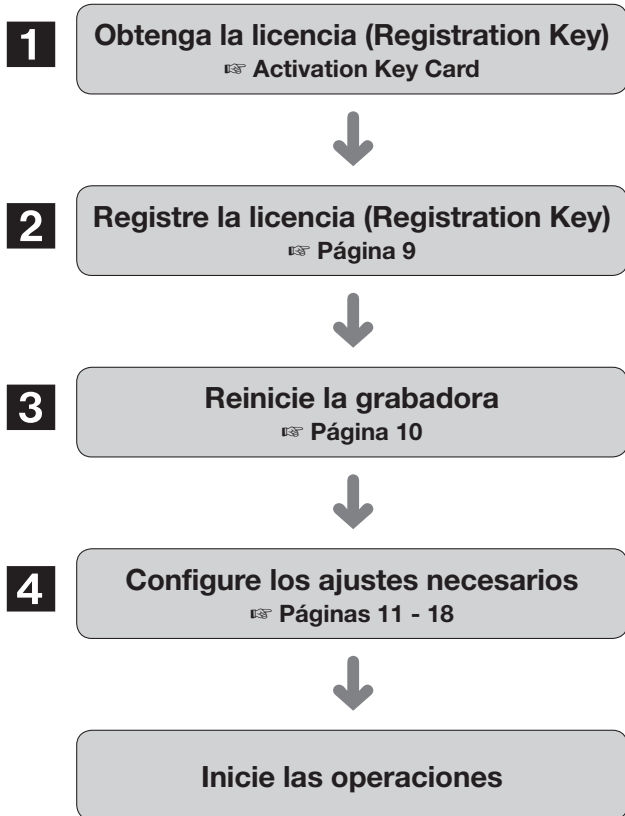 1
Obtenga la licencia (Registration Key)
☞ Activation Key Card
2
Registre la licencia (Registration Key)
☞ Página 9
3
Reinicie la grabadora
☞ Página 10
4
Configure los ajustes necesarios
☞ Páginas 11 - 18
Inicie las operaciones